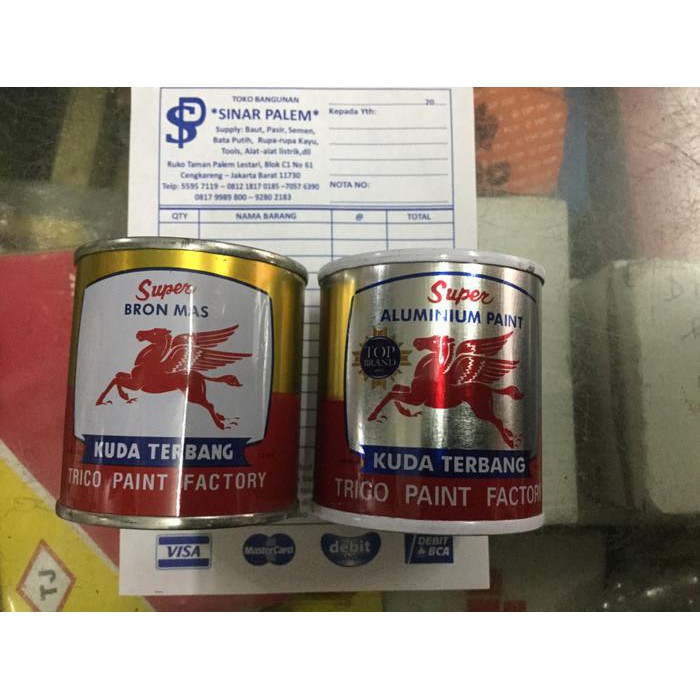 SP
TOKO BANGUNAN
*SINAR PALEM*
Supply: Baut, Pasir, Semen,
Bata Putih, Rupa-rupa Kayu,
Tools, Alat-alat listrik,dll
Ruko Taman Palem Lestari, Blok C1 No 61
Cengkareng – Jakarta Barat 11730
Telp: 5595 7119 – 0812 1817 0185 –7057 6390
0817 9989 800 – 9280 2183
20
Kepada Yth:
NOTA NO:
QTY NAMA BARANG @ TOTAL
Super
BRON MAS
KUDA TERBANG
TRICO PAINT FACTORY
Super
ALUMINIUM PAINT
TOP
BRAND
KUDA TERBANG
TRICO PAINT FACTORY
VISA
MasterCard
debit
DEBIT
BCA
TJ